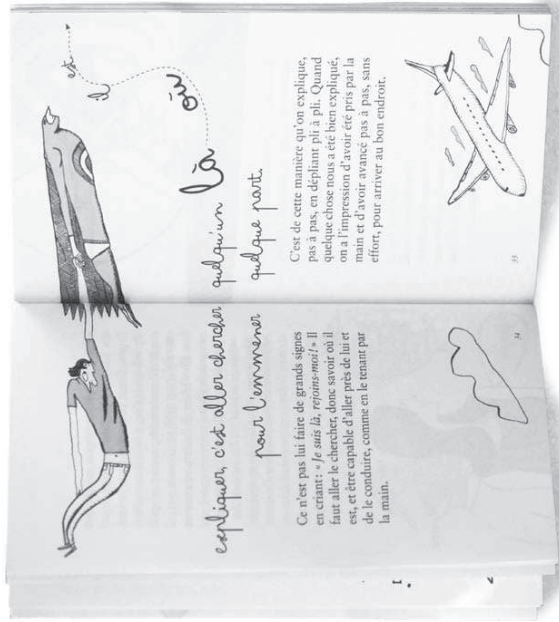 expliquer, c'est aller chercher quelqu'un là où il est
pour l'emmener quelque part.
Ce n'est pas lui faire de grands signes
en criant : « Je suis là, rejoins-moi ! » Il
faut aller le chercher, donc savoir où il
est, et être capable d'aller près de lui et
de le conduire, comme en le tenant par
la main.
34
C'est de cette manière qu'on explique,
pas à pas, en dépliant pli à pli. Quand
quelque chose nous a été bien expliqué,
on a l'impression d'avoir été pris par la
main et d'avoir avancé pas à pas, sans
effort, pour arriver au bon endroit.
35